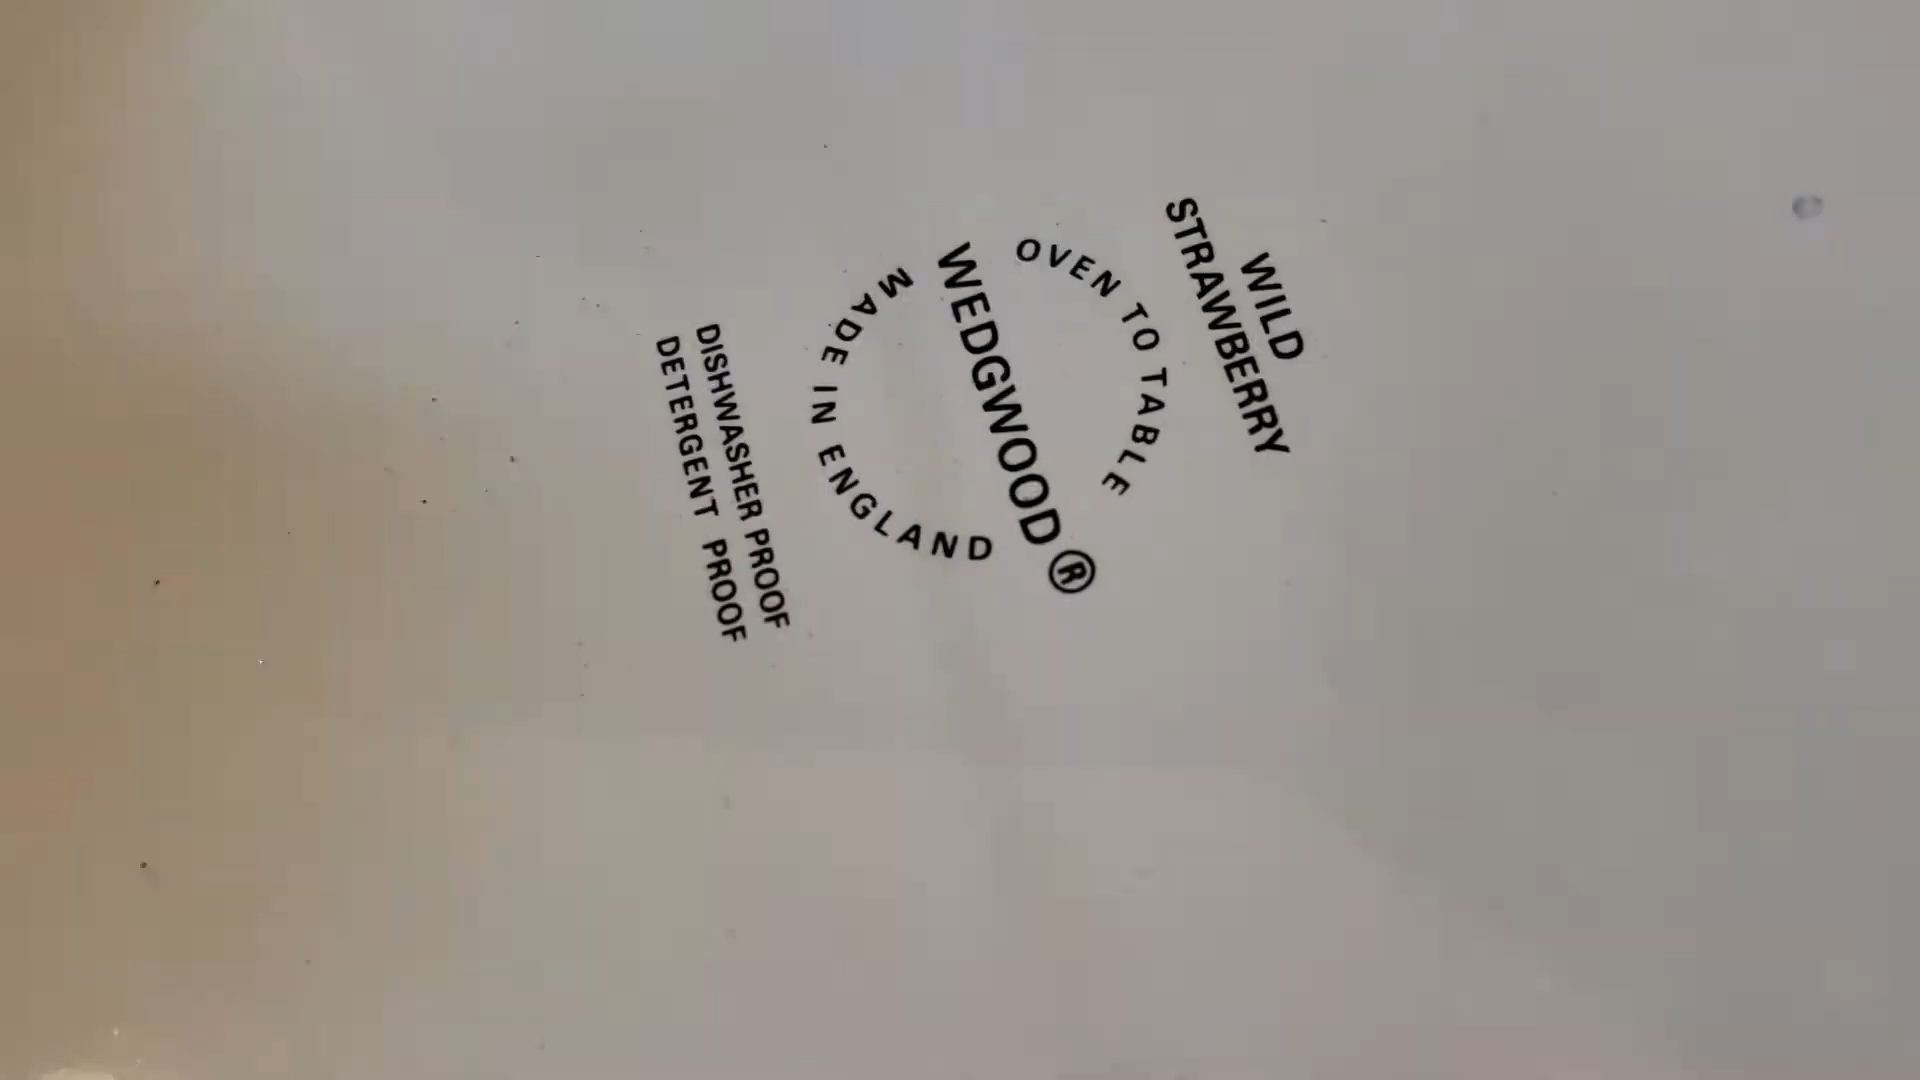 WILD
STRAWBERRY
OVEN TO TABLE
WEDGWOOD®
MADE IN ENGLAND
DISHWASHER PROOF
DETERGENT PROOF